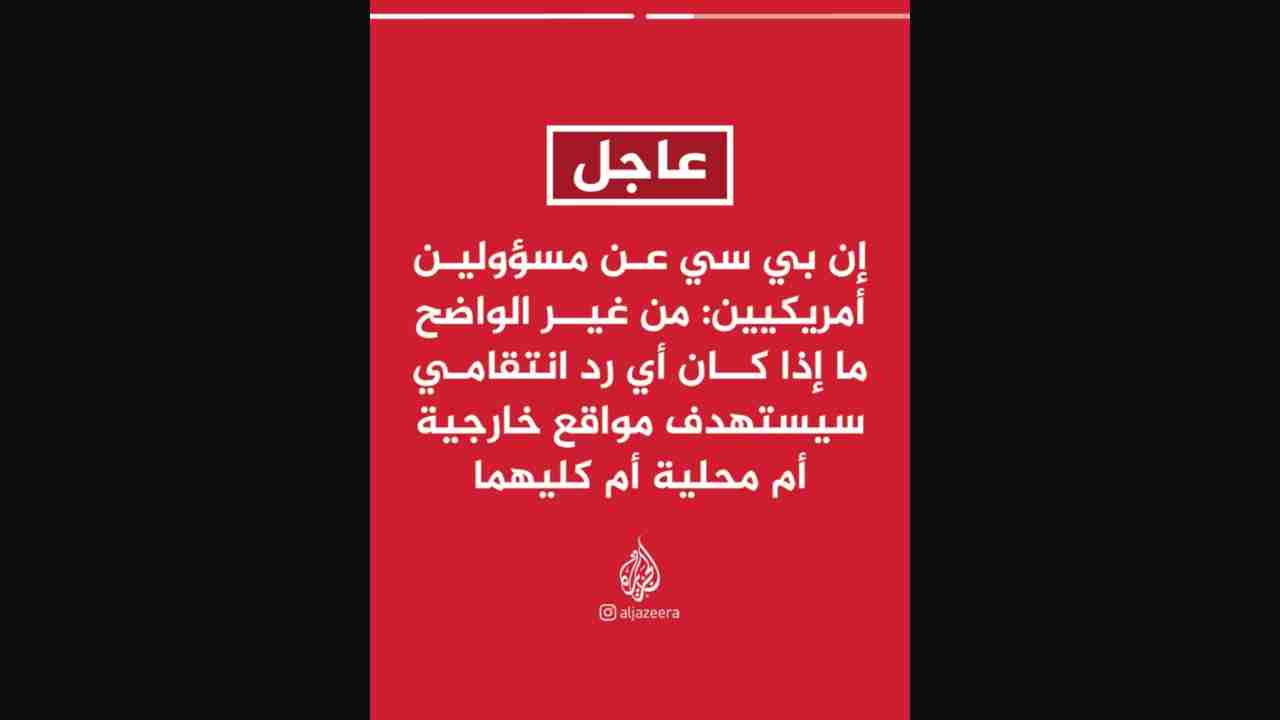 عاجل
إن بي سي عن مسؤولين
أمريكيين: من غير الواضح
ما إذا كان أي رد انتقامي
سيستهدف مواقع خارجية
أم محلية أم كليهما
الجزيرة
aljazeera